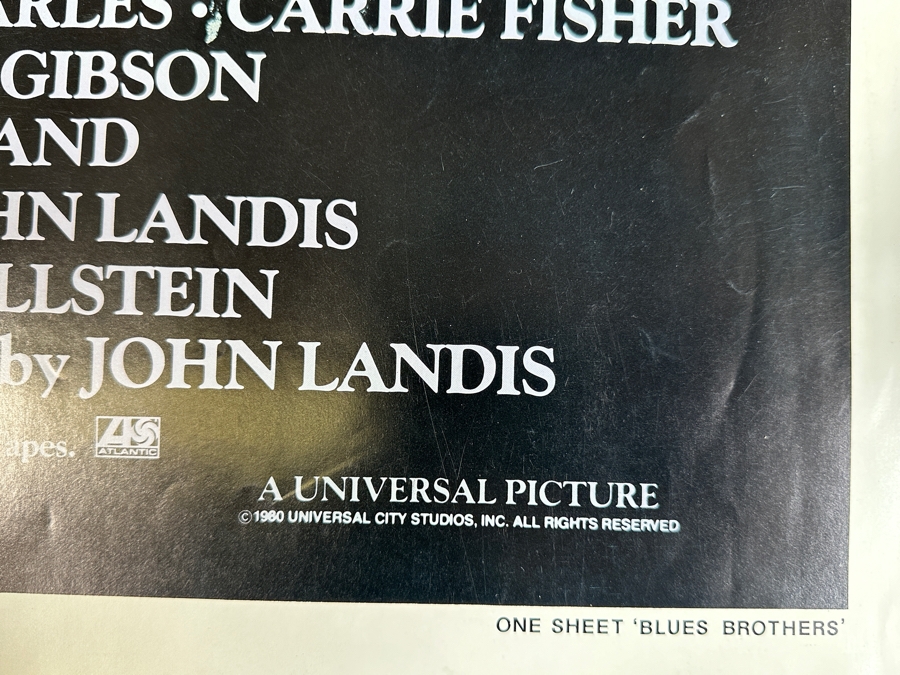 ARLES · CARRIE FISHER
GIBSON
AND
HN LANDIS
LLSTEIN
by JOHN LANDIS
apes. ATLANTIC
A UNIVERSAL PICTURE
©1980 UNIVERSAL CITY STUDIOS, INC. ALL RIGHTS RESERVED
ONE SHEET ‘BLUES BROTHERS’